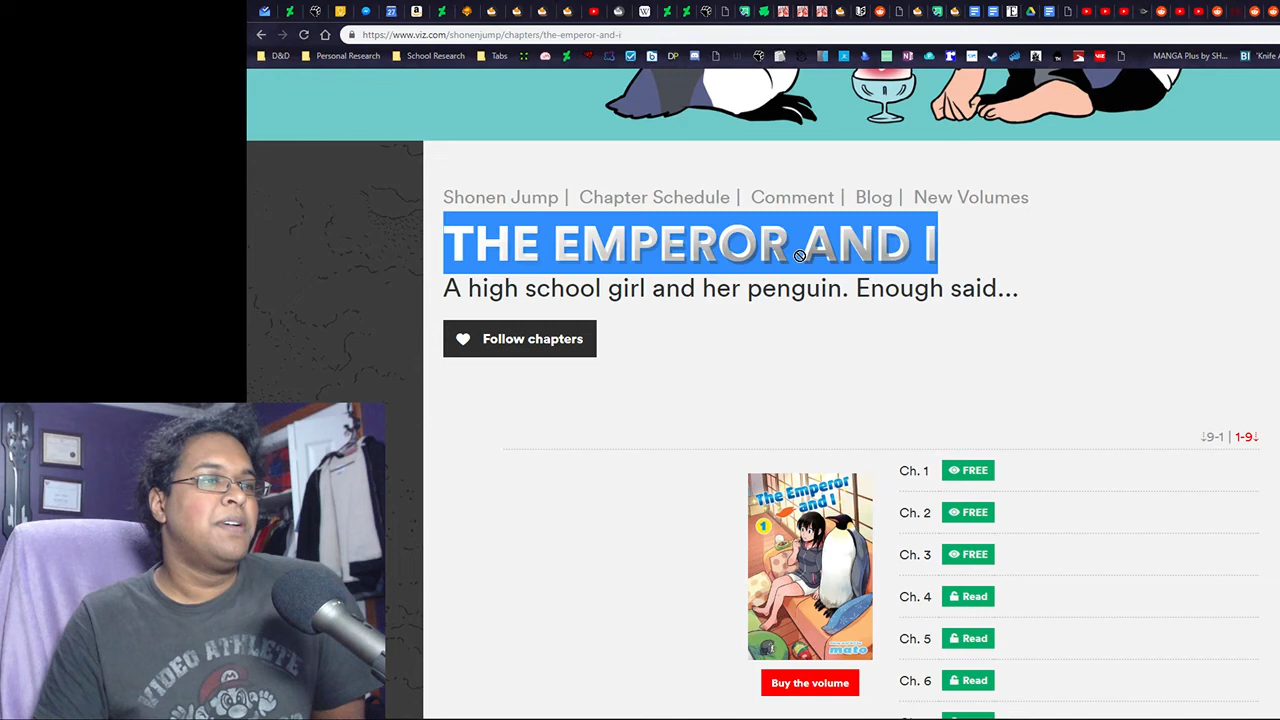 https://www.viz.com/shonenjump/chapters/the-emperor-and-i
D&D Personal Research School Research Tabs DP MANGA Plus by SH... 'Knife A
Shonen Jump | Chapter Schedule | Comment | Blog | New Volumes
THE EMPEROR AND I
A high school girl and her penguin. Enough said...
Follow chapters
↓9-1 | 1-9↓
Ch. 1 FREE
Ch. 2 FREE
Ch. 3 FREE
Ch. 4 Read
Ch. 5 Read
Ch. 6 Read
The Emperor
and I
1
mato
Buy the volume
VIDEO ATHLETE